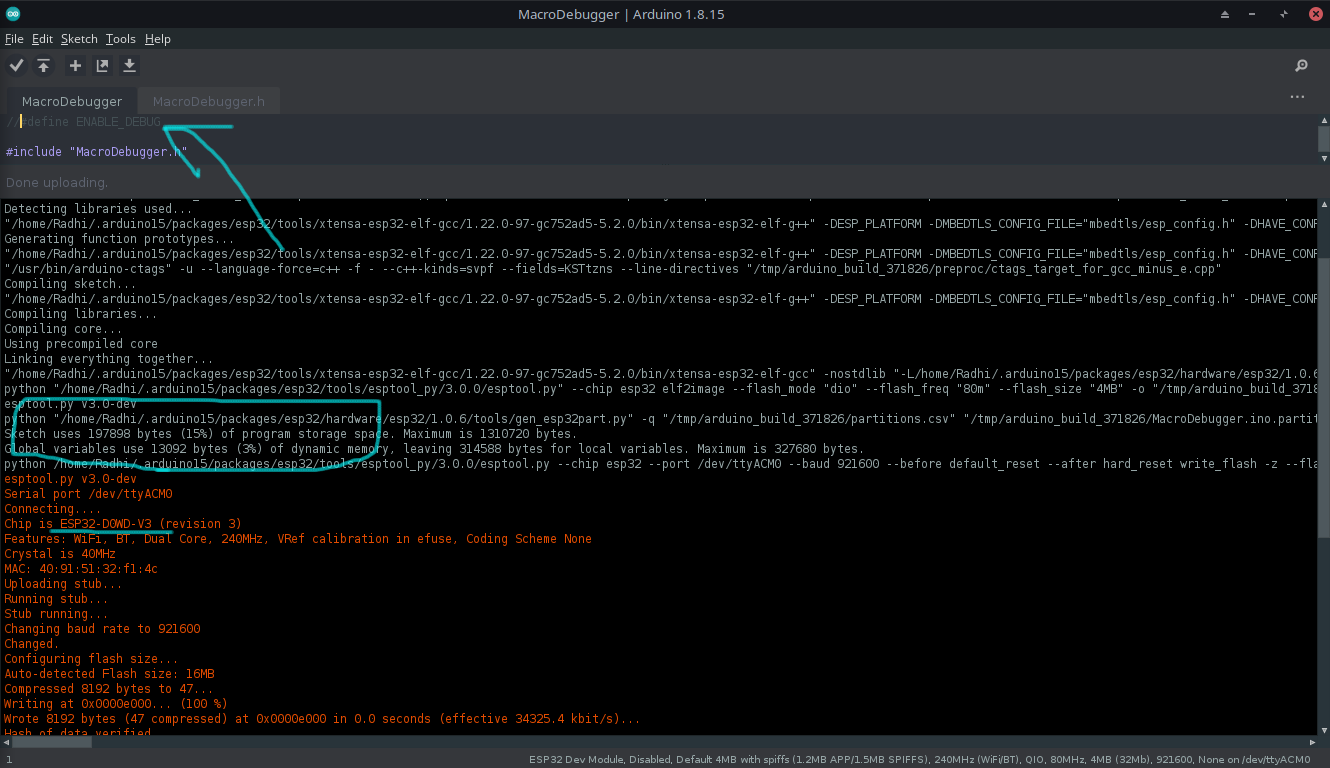 MacroDebugger | Arduino 1.8.15
File Edit Sketch Tools Help
MacroDebugger MacroDebugger.h
//#define ENABLE_DEBUG
#include "MacroDebugger.h"
Done uploading.
Detecting libraries used...
"/home/Radhi/.arduino15/packages/esp32/tools/xtensa-esp32-elf-gcc/1.22.0-97-gc752ad5-5.2.0/bin/xtensa-esp32-elf-g++" -DESP_PLATFORM -DMBEDTLS_CONFIG_FILE="mbedtls/esp_config.h" -DHAVE_CONF
Generating function prototypes...
"/home/Radhi/.arduino15/packages/esp32/tools/xtensa-esp32-elf-gcc/1.22.0-97-gc752ad5-5.2.0/bin/xtensa-esp32-elf-g++" -DESP_PLATFORM -DMBEDTLS_CONFIG_FILE="mbedtls/esp_config.h" -DHAVE_CONF
"/usr/bin/arduino-ctags" -u --language-force=c++ -f - --c++-kinds=svpf --fields=KSTtzns --line-directives "/tmp/arduino_build_371826/preproc/ctags_target_for_gcc_minus_e.cpp"
Compiling sketch...
"/home/Radhi/.arduino15/packages/esp32/tools/xtensa-esp32-elf-gcc/1.22.0-97-gc752ad5-5.2.0/bin/xtensa-esp32-elf-g++" -DESP_PLATFORM -DMBEDTLS_CONFIG_FILE="mbedtls/esp_config.h" -DHAVE_CONF
Compiling libraries...
Compiling core...
Using precompiled core
Linking everything together...
"/home/Radhi/.arduino15/packages/esp32/tools/xtensa-esp32-elf-gcc/1.22.0-97-gc752ad5-5.2.0/bin/xtensa-esp32-elf-gcc" -nostdlib "-L/home/Radhi/.arduino15/packages/esp32/hardware/esp32/1.0.6
python "/home/Radhi/.arduino15/packages/esp32/tools/esptool_py/3.0.0/esptool.py" --chip esp32 elf2image --flash_mode "dio" --flash_freq "80m" --flash_size "4MB" -o "/tmp/arduino_build_3718
esptool.py v3.0-dev
python "/home/Radhi/.arduino15/packages/esp32/hardware/esp32/1.0.6/tools/gen_esp32part.py" -q "/tmp/arduino_build_371826/partitions.csv" "/tmp/arduino_build_371826/MacroDebugger.ino.partit
Sketch uses 197898 bytes (15%) of program storage space. Maximum is 1310720 bytes.
Global variables use 13092 bytes (3%) of dynamic memory, leaving 314588 bytes for local variables. Maximum is 327680 bytes.
python /home/Radhi/.arduino15/packages/esp32/tools/esptool_py/3.0.0/esptool.py --chip esp32 --port /dev/ttyACM0 --baud 921600 --before default_reset --after hard_reset write_flash -z --fla
esptool.py v3.0-dev
Serial port /dev/ttyACM0
Connecting....
Chip is ESP32-D0WD-V3 (revision 3)
Features: WiFi, BT, Dual Core, 240MHz, VRef calibration in efuse, Coding Scheme None
Crystal is 40MHz
MAC: 40:91:51:32:f1:4c
Uploading stub...
Running stub...
Stub running...
Changing baud rate to 921600
Changed.
Configuring flash size...
Auto-detected Flash size: 16MB
Compressed 8192 bytes to 47...
Writing at 0x0000e000... (100 %)
Wrote 8192 bytes (47 compressed) at 0x0000e000 in 0.0 seconds (effective 34325.4 kbit/s)...
Hash of data verified
1 ESP32 Dev Module, Disabled, Default 4MB with spiffs (1.2MB APP/1.5MB SPIFFS), 240MHz (WiFi/BT), QIO, 80MHz, 4MB (32Mb), 921600, None on /dev/ttyACM0